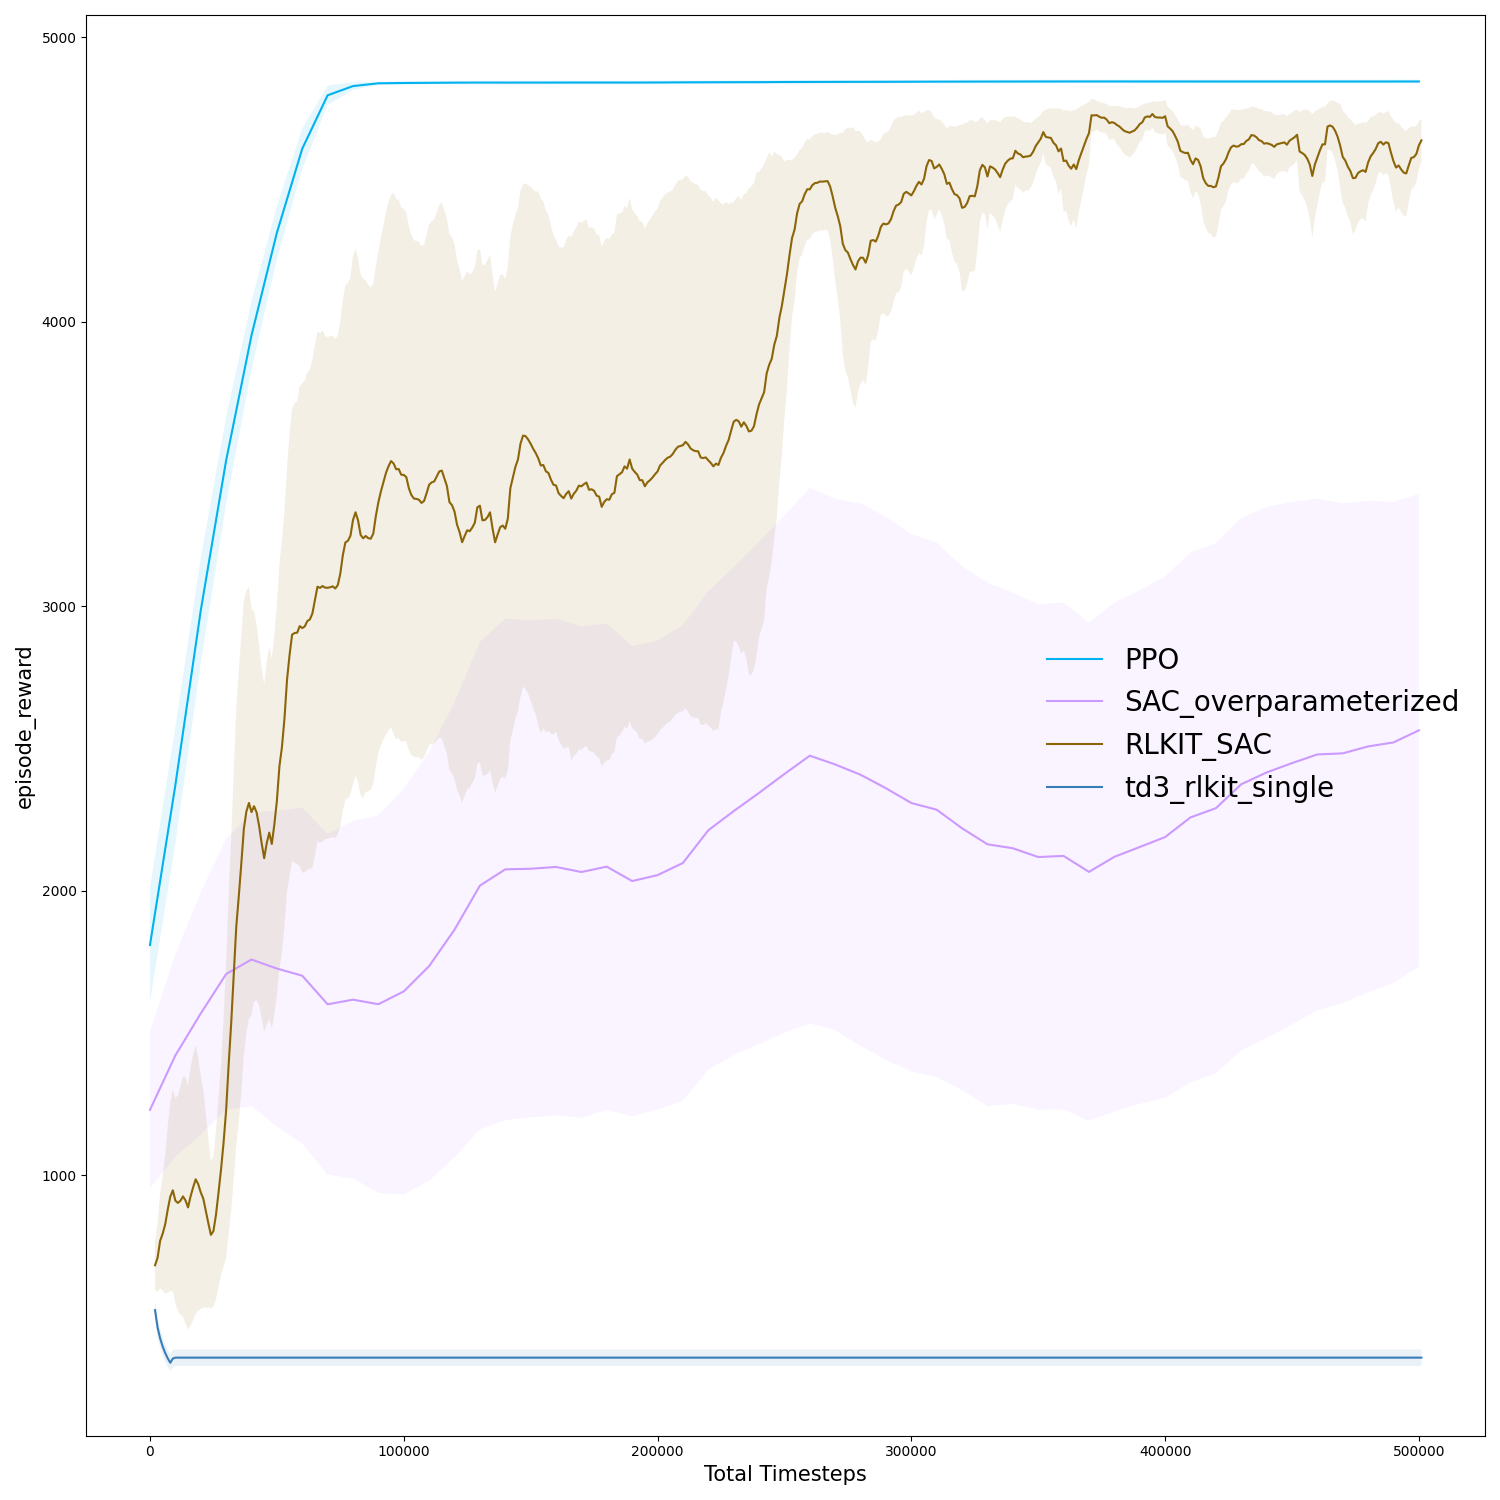 5000
4000
3000
2000
1000
episode_reward
PPO
SAC_overparameterized
RLKIT_SAC
td3_rlkit_single
0
100000
200000
300000
400000
500000
Total Timesteps